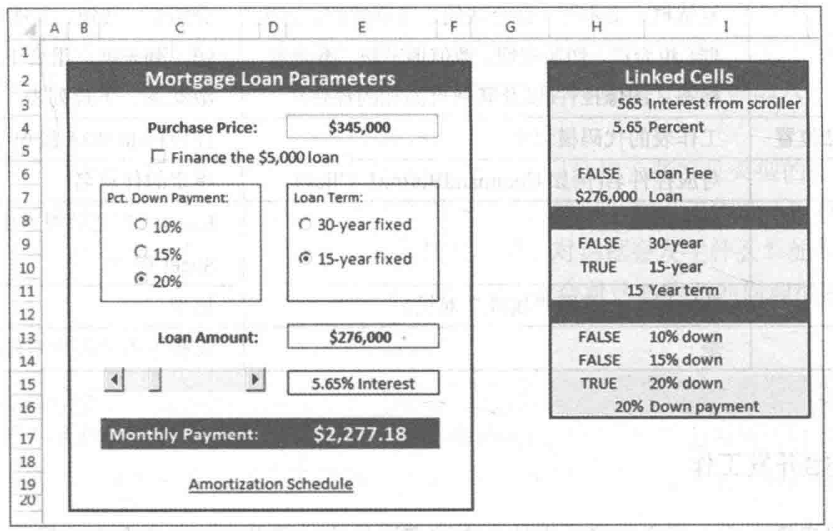 A B C D E F G H I
1
2 Mortgage Loan Parameters Linked Cells
3 565 Interest from scroller
4 Purchase Price: $345,000 5.65 Percent
5 Finance the $5,000 loan
6 Pct. Down Payment: Loan Term: FALSE Loan Fee
7 $276,000 Loan
8 10% 30-year fixed
9 15% FALSE 30-year
10 20% 15-year fixed TRUE 15-year
11 15 Year term
12
13 Loan Amount: $276,000 FALSE 10% down
14 FALSE 15% down
15 5.65% Interest TRUE 20% down
16 20% Down payment
17 Monthly Payment: $2,277.18
18
19 Amortization Schedule
20